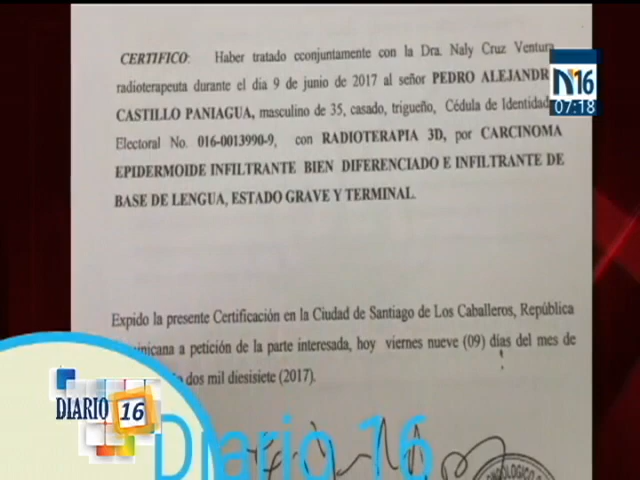 CERTIFICO: Haber tratado cconjuntamente con la Dra. Naly Cruz Ventura
radioterapeuta durante el dia 9 de junio de 2017 al señor PEDRO ALEJANDR
CASTILLO PANIAGUA, masculino de 35, casado, trigueño, Cédula de Identidad
Electoral No. 016-0013990-9, con RADIOTERAPIA 3D, por CARCINOMA
EPIDERMOIDE INFILTRANTE BIEN DIFERENCIADO E INFILTRANTE DE
BASE DE LENGUA, ESTADO GRAVE Y TERMINAL.
N16
07:18
Expido la presente Certificación en la Ciudad de Santiago de Los Caballeros, República
minicana a petición de la parte interesada, hoy viernes nueve (09) días del mes de
dos mil diesisiete (2017).
DIARIO 16
Diario 16